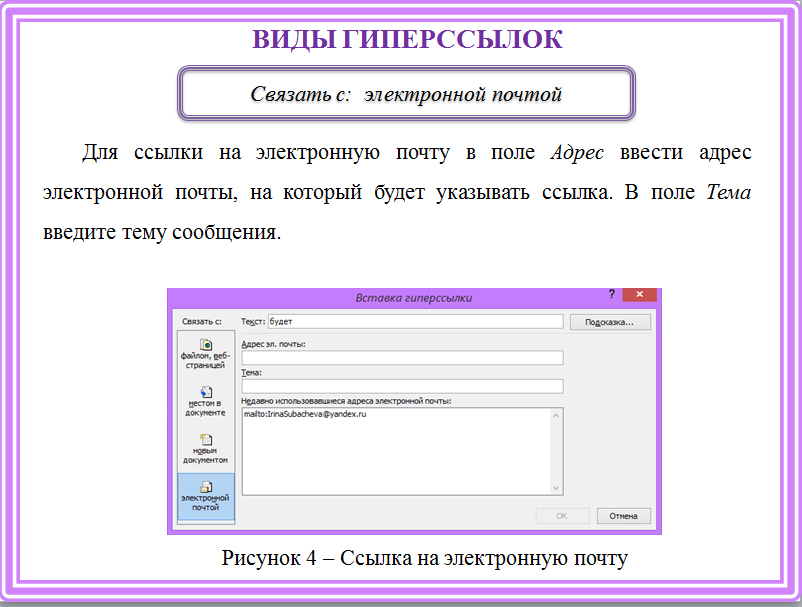 ВИДЫ ГИПЕРССЫЛОК
Связать с: электронной почтой
Для ссылки на электронную почту в поле Адрес ввести адрес
электронной почты, на который будет указывать ссылка. В поле Тема
введите тему сообщения.
Вставка гиперссылки
?
Связать с:
Текст: будет
Подсказка...
файлом, веб-
страницей
местом в
документе
новым
документом
электронной
почтой
Адрес эл. почты:
Тема:
Недавно использовавшиеся адреса электронной почты:
mailto:IrinaSubacheva@yandex.ru
ОК
Отмена
Рисунок 4 – Ссылка на электронную почту